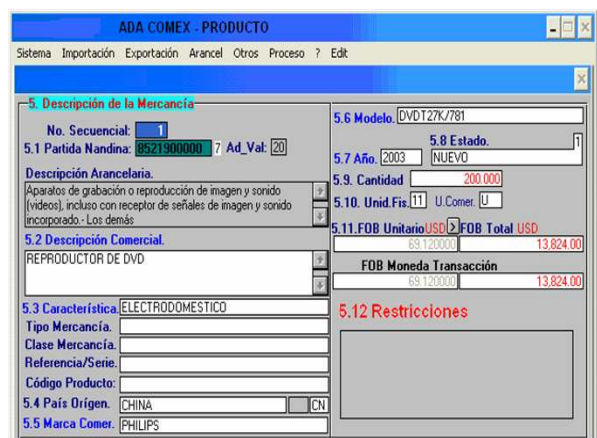 ADA COMEX - PRODUCTO
Sistema Importación Exportación Arancel Otros Proceso ? Edit
5. Descripción de la Mercancía
No. Secuencial: 1
5.1 Partida Nandina: 8521900000 7 Ad_Val: 20
Descripción Arancelaria.
Aparatos de grabación o reproducción de imagen y sonido
(videos), incluso con receptor de señales de imagen y sonido
incorporado.- Los demás
5.2 Descripción Comercial.
REPRODUCTOR DE DVD
5.3 Característica. ELECTRODOMESTICO
Tipo Mercancía.
Clase Mercancía.
Referencia/Serie.
Código Producto:
5.4 País Orígen. CHINA CN
5.5 Marca Comer. PHILIPS
5.6 Modelo. DVDT27K/781
5.8 Estado. 1
5.7 Año. 2003 NUEVO
5.9. Cantidad 200.000
5.10. Unid.Fis. 11 U.Comer. U
5.11.FOB Unitario USD > FOB Total USD
69.120000 13,824.00
FOB Moneda Transacción
69.120000 13,824.00
5.12 Restricciones